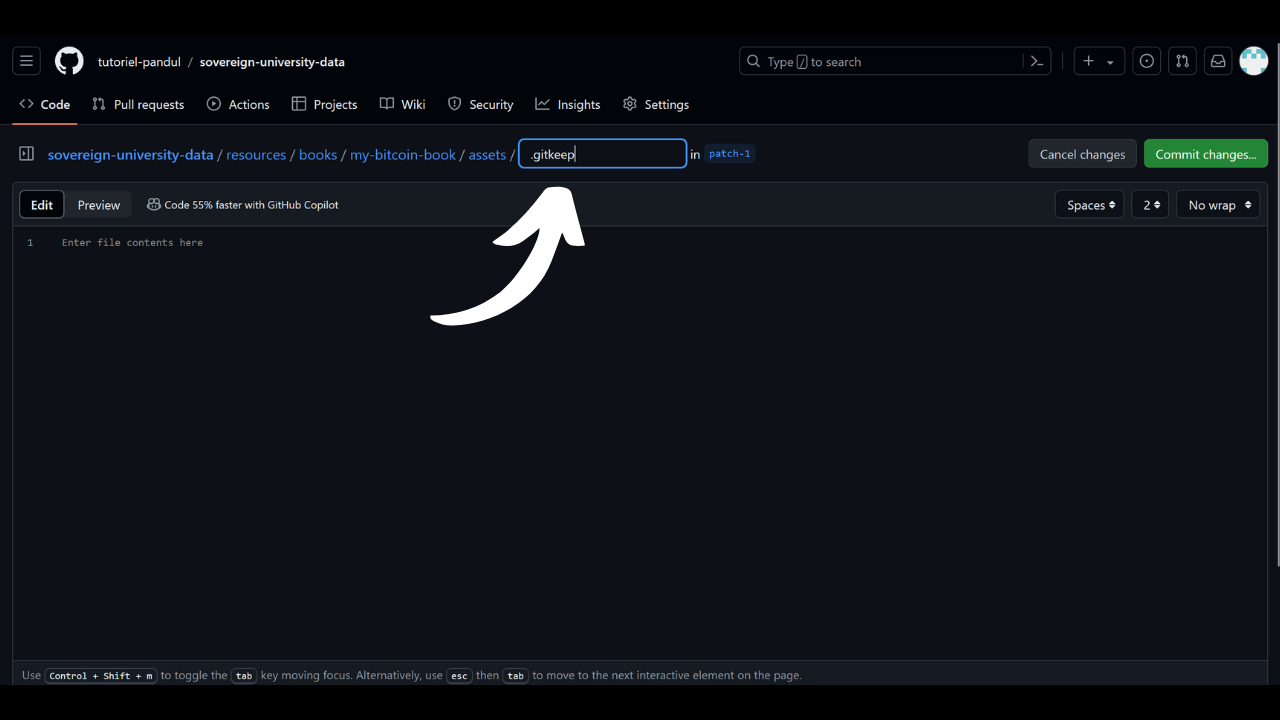 tutoriel-pandul / sovereign-university-data
Type / to search
Code Pull requests Actions Projects Wiki Security Insights Settings
sovereign-university-data / resources / books / my-bitcoin-book / assets / .gitkeep in patch-1
Cancel changes Commit changes...
Edit Preview Code 55% faster with GitHub Copilot Spaces 2 No wrap
1 Enter file contents here
Use Control + Shift + m to toggle the tab key moving focus. Alternatively, use esc then tab to move to the next interactive element on the page.